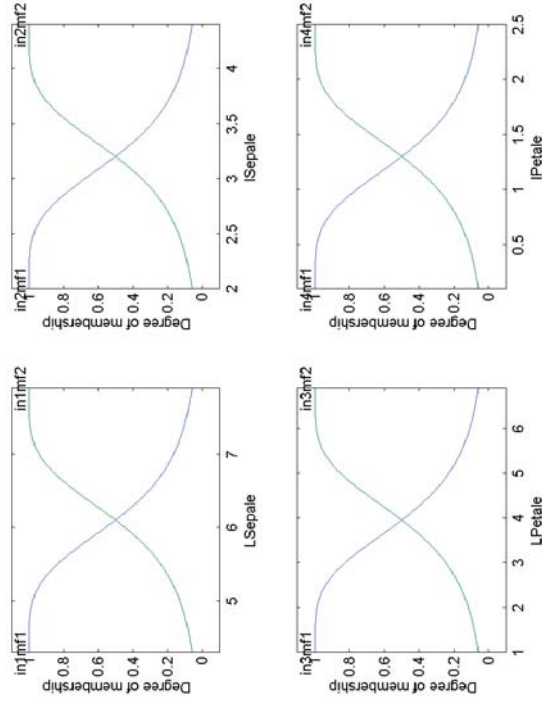 in1mf1
in1mf2
1
0.8
0.6
0.4
0.2
0
Degree of membership
5
6
7
LSepale
in2mf1
in2mf2
1
0.8
0.6
0.4
0.2
0
Degree of membership
2
2.5
3
3.5
4
lSepale
in3mf1
in3mf2
1
0.8
0.6
0.4
0.2
0
Degree of membership
1
2
3
4
5
6
LPetale
in4mf1
in4mf2
1
0.8
0.6
0.4
0.2
0
Degree of membership
0.5
1
1.5
2
2.5
lPetale